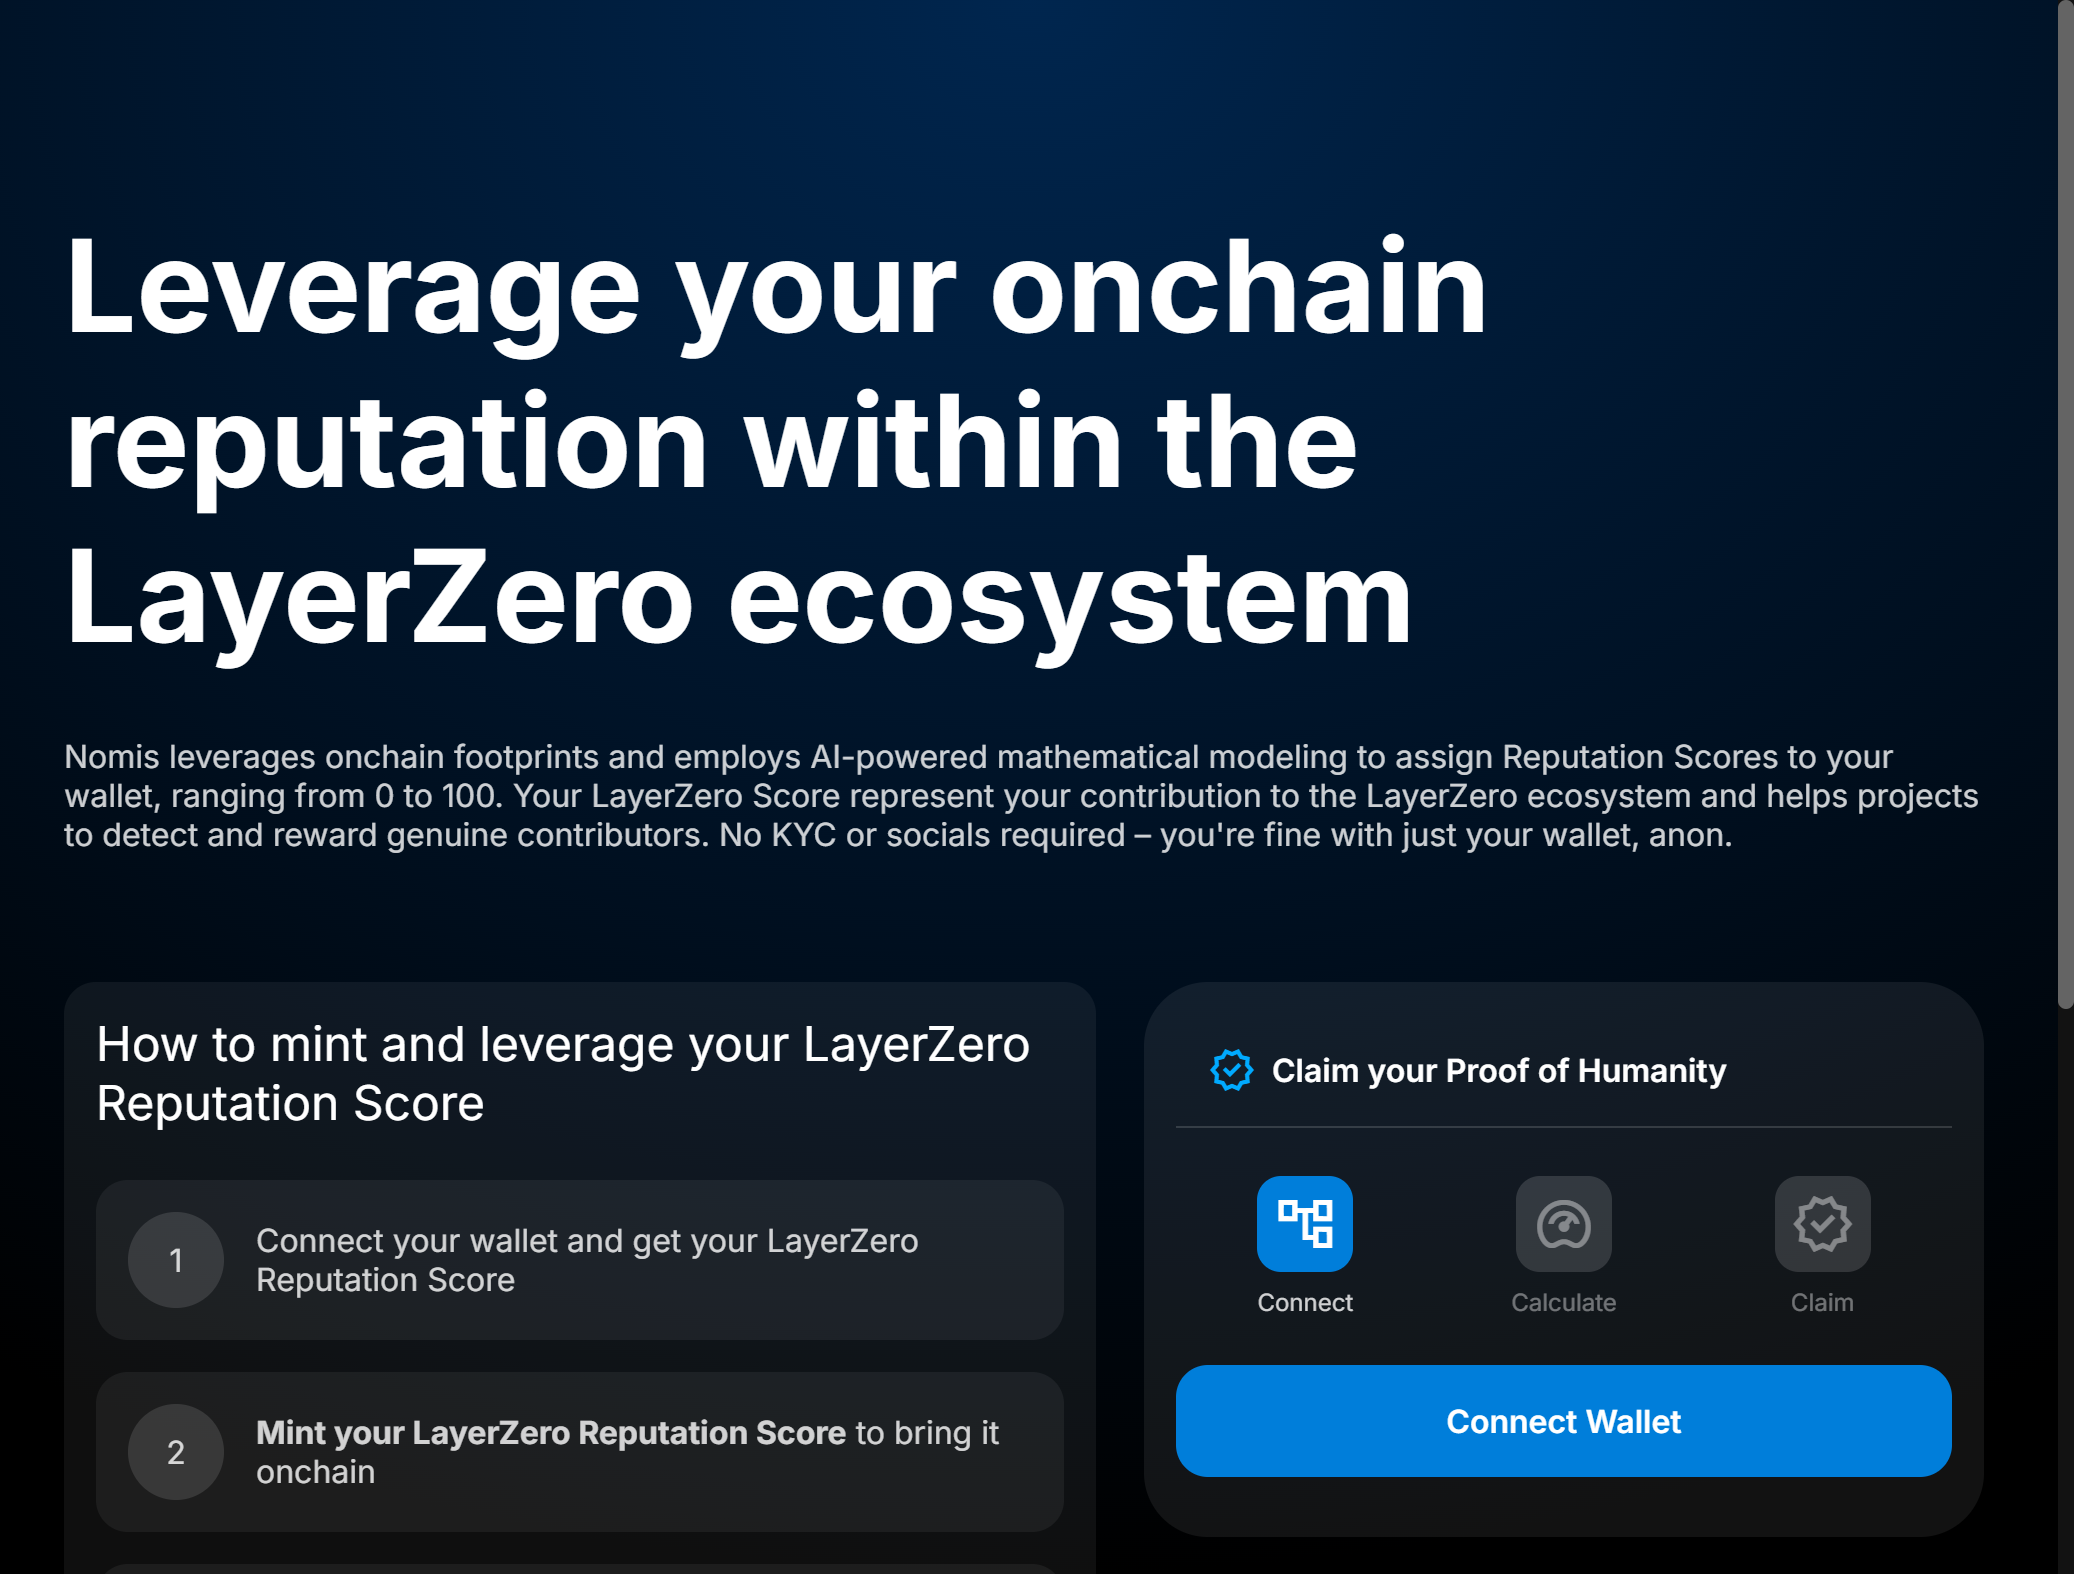 Leverage your onchain
reputation within the
LayerZero ecosystem
Nomis leverages onchain footprints and employs AI-powered mathematical modeling to assign Reputation Scores to your
wallet, ranging from 0 to 100. Your LayerZero Score represent your contribution to the LayerZero ecosystem and helps projects
to detect and reward genuine contributors. No KYC or socials required – you're fine with just your wallet, anon.
How to mint and leverage your LayerZero
Reputation Score
1
Connect your wallet and get your LayerZero
Reputation Score
2
Mint your LayerZero Reputation Score to bring it
onchain
Claim your Proof of Humanity
Connect
Calculate
Claim
Connect Wallet